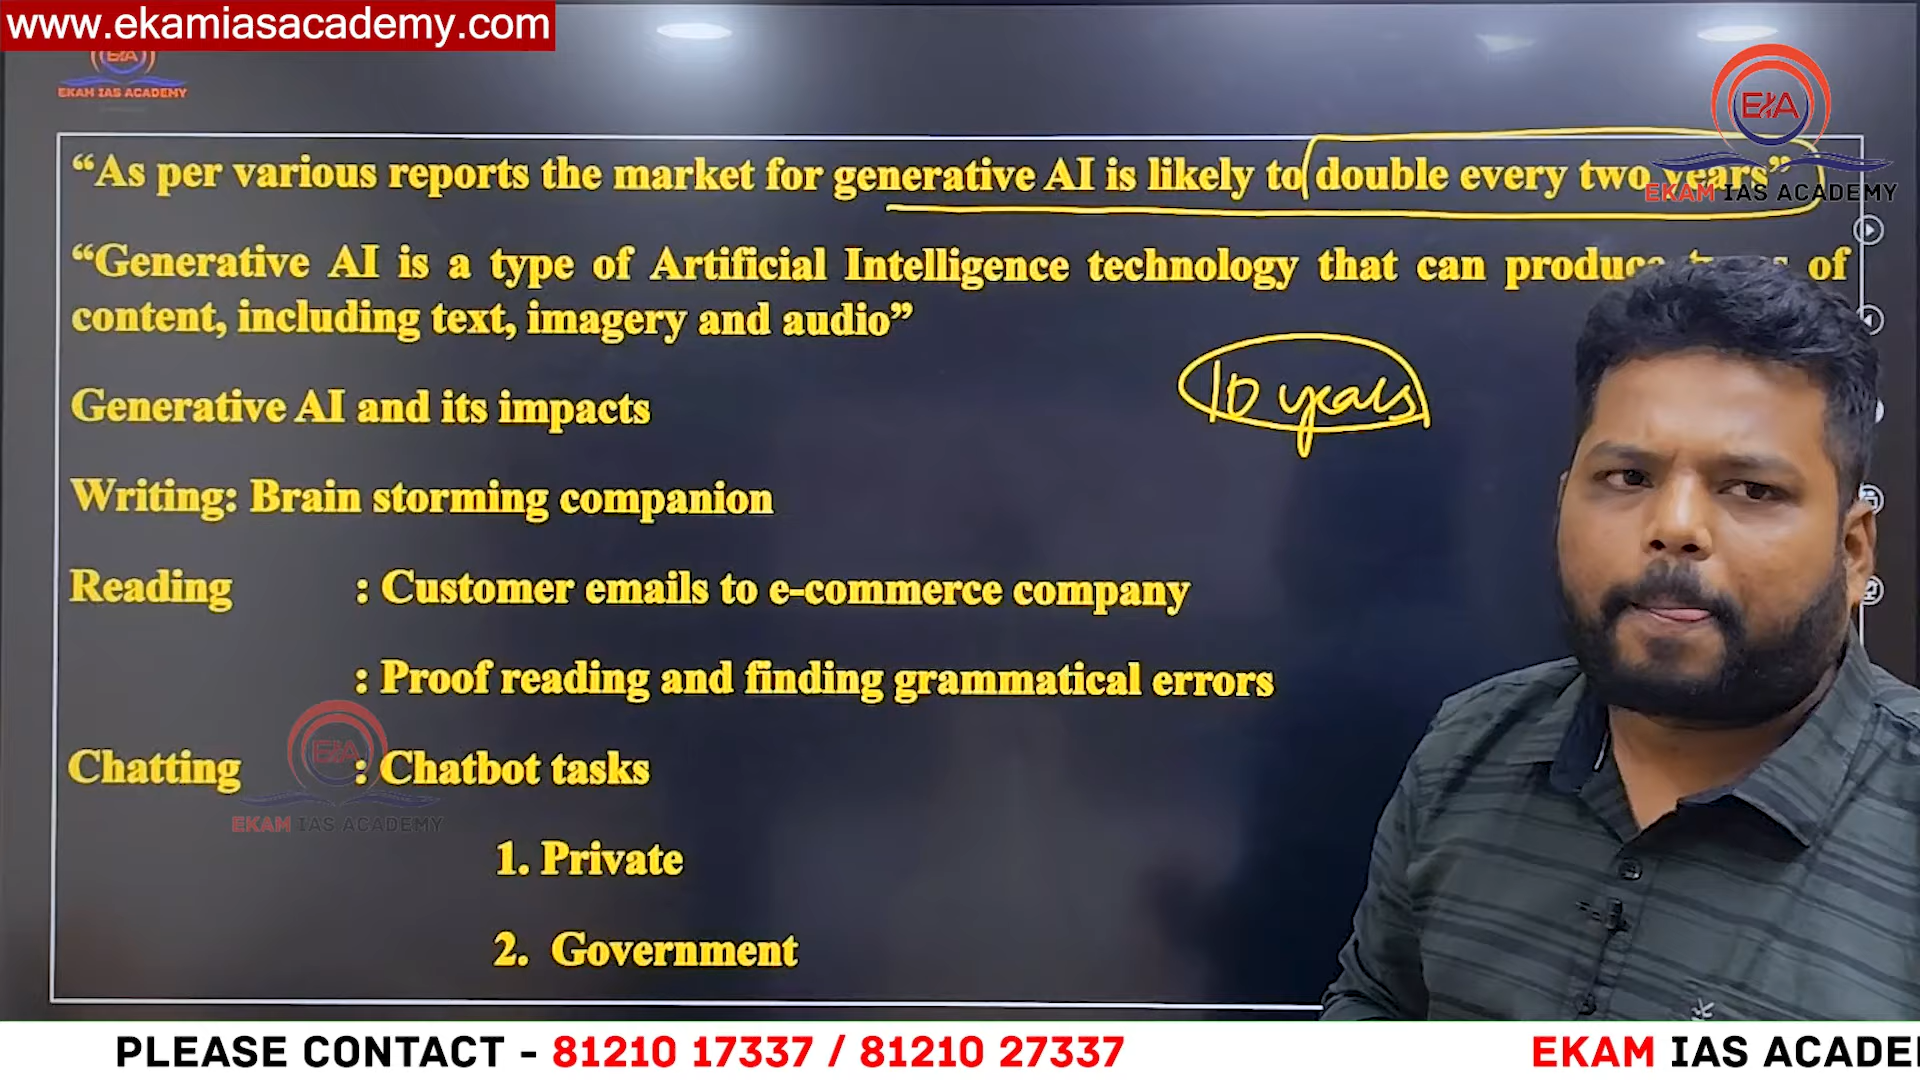 www.ekamiasacademy.com
EKAM IAS ACADEMY
EIA
EKAM IAS ACADEMY
“As per various reports the market for generative AI is likely to double every two years”
“Generative AI is a type of Artificial Intelligence technology that can produce types of
content, including text, imagery and audio”
10 years
Generative AI and its impacts
Writing: Brain storming companion
Reading : Customer emails to e-commerce company
: Proof reading and finding grammatical errors
Chatting : Chatbot tasks
EKAM IAS ACADEMY
1. Private
2. Government
PLEASE CONTACT - 81210 17337 / 81210 27337
EKAM IAS ACADE